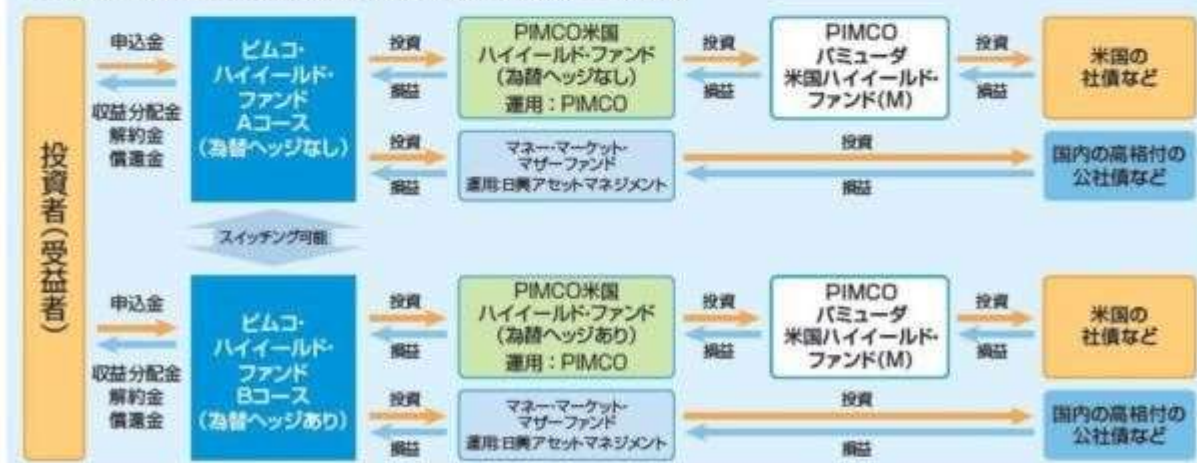 投資者(受益者)
申込金
収益分配金
解約金
償還金
ピムコ・
ハイイールド・
ファンド
Aコース
(為替ヘッジなし)
投資
損益
PIMCO米国
ハイイールド・ファンド
(為替ヘッジなし)
運用:PIMCO
投資
損益
PIMCO
バミューダ
米国ハイイールド・
ファンド(M)
投資
損益
米国の
社債など
投資
損益
マネー・マーケット・
マザーファンド
運用:日興アセットマネジメント
投資
損益
国内の高格付の
公社債など
スイッチング可能
申込金
収益分配金
解約金
償還金
ピムコ・
ハイイールド・
ファンド
Bコース
(為替ヘッジあり)
投資
損益
PIMCO米国
ハイイールド・ファンド
(為替ヘッジあり)
運用:PIMCO
投資
損益
PIMCO
バミューダ
米国ハイイールド・
ファンド(M)
投資
損益
米国の
社債など
投資
損益
マネー・マーケット・
マザーファンド
運用:日興アセットマネジメント
投資
損益
国内の高格付の
公社債など